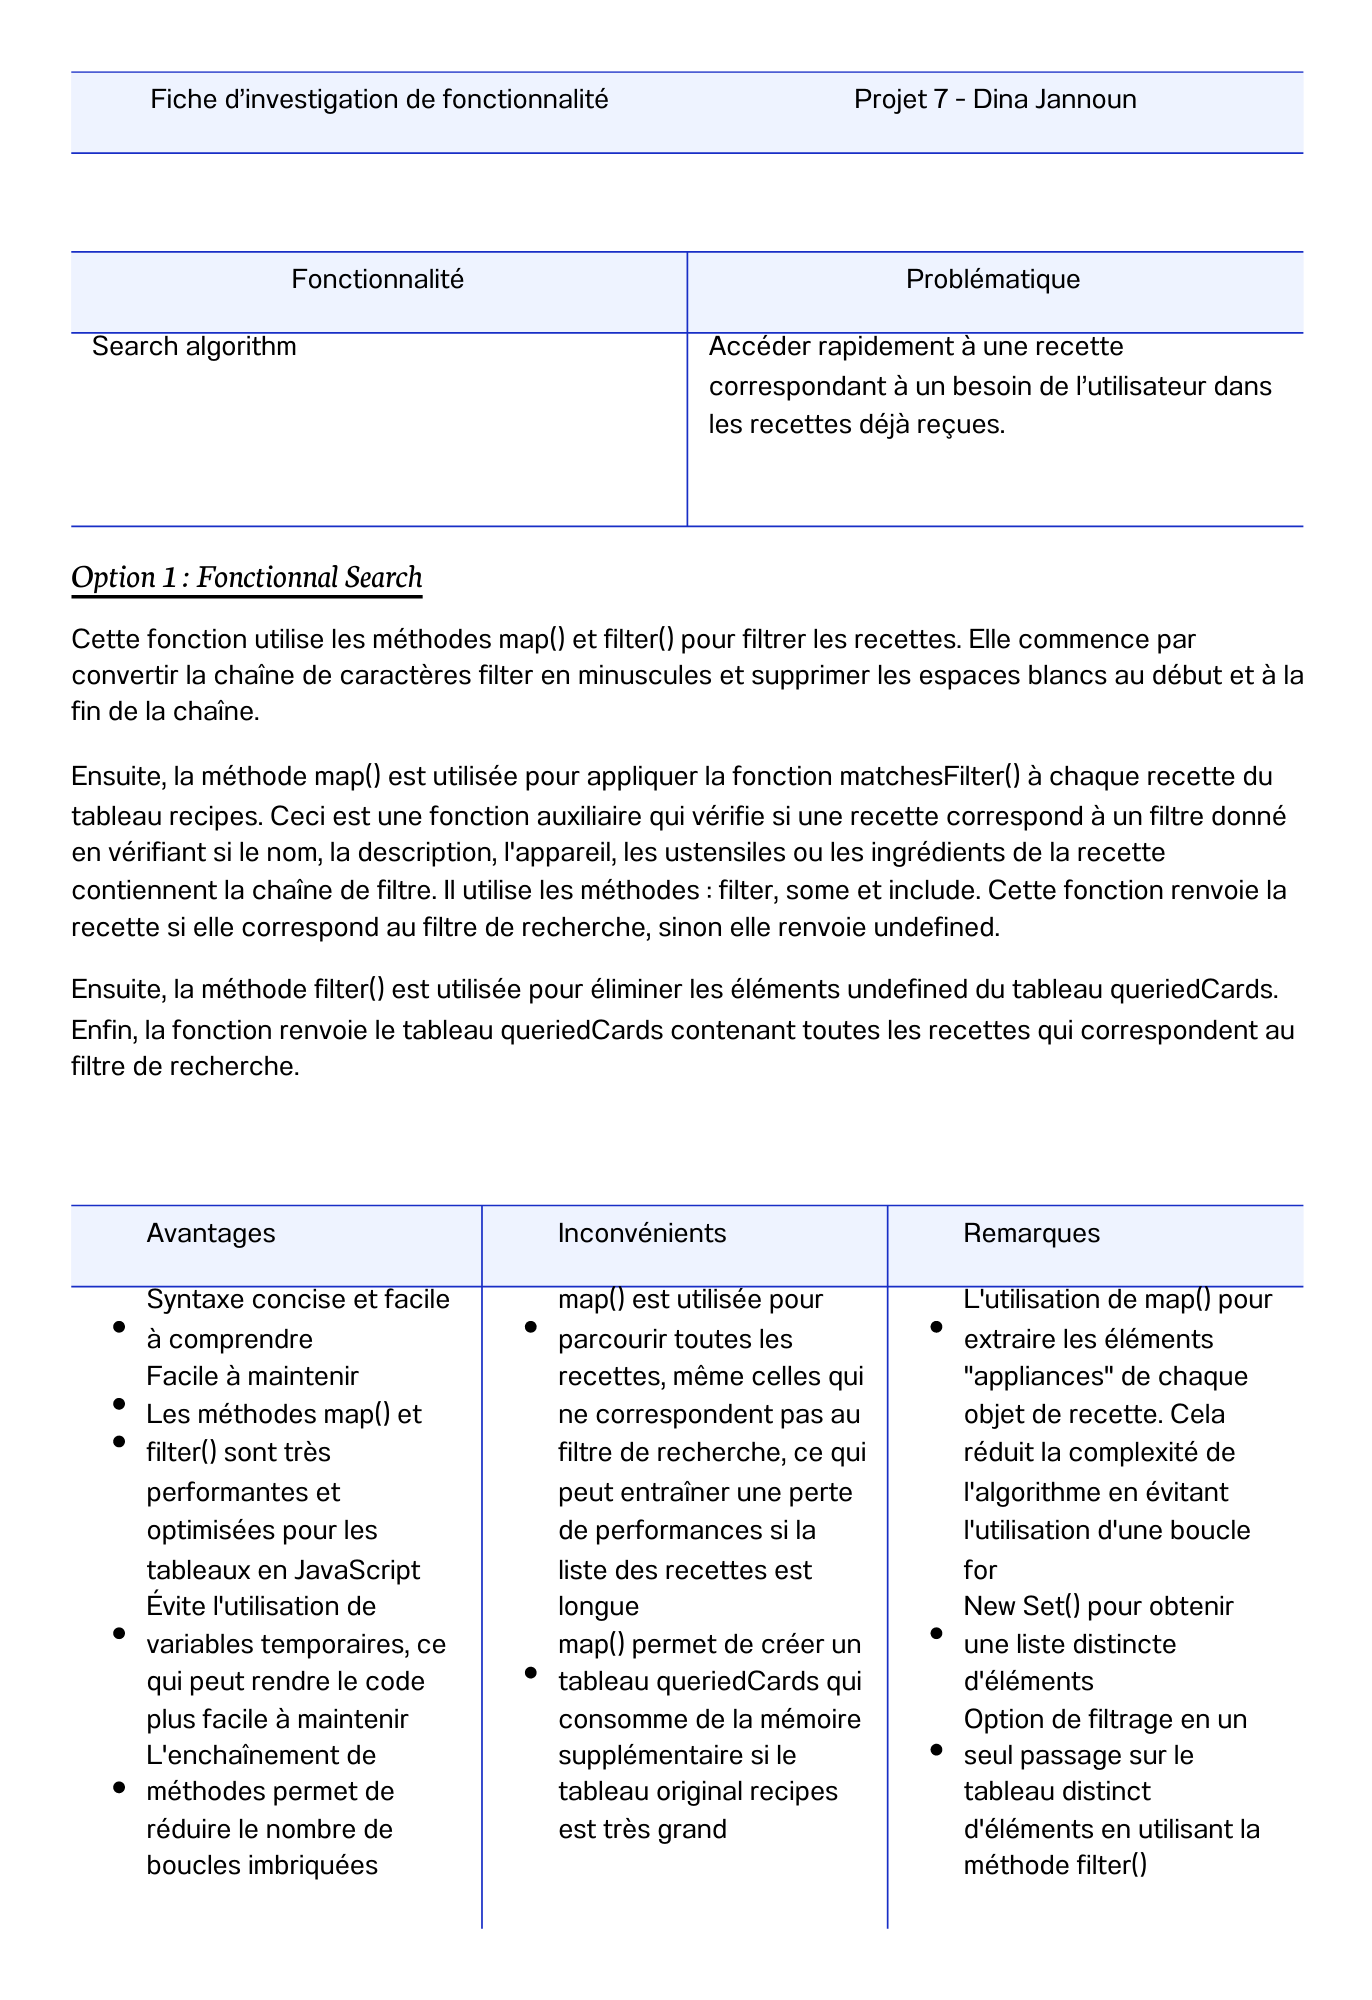 Fiche d’investigation de fonctionnalité
Projet 7 - Dina Jannoun
Fonctionnalité
Problématique
Search algorithm
Accéder rapidement à une recette
correspondant à un besoin de l’utilisateur dans
les recettes déjà reçues.
Option 1 : Fonctionnal Search
Cette fonction utilise les méthodes map() et filter() pour filtrer les recettes. Elle commence par
convertir la chaîne de caractères filter en minuscules et supprimer les espaces blancs au début et à la
fin de la chaîne.
Ensuite, la méthode map() est utilisée pour appliquer la fonction matchesFilter() à chaque recette du
tableau recipes. Ceci est une fonction auxiliaire qui vérifie si une recette correspond à un filtre donné
en vérifiant si le nom, la description, l'appareil, les ustensiles ou les ingrédients de la recette
contiennent la chaîne de filtre. Il utilise les méthodes : filter, some et include. Cette fonction renvoie la
recette si elle correspond au filtre de recherche, sinon elle renvoie undefined.
Ensuite, la méthode filter() est utilisée pour éliminer les éléments undefined du tableau queriedCards.
Enfin, la fonction renvoie le tableau queriedCards contenant toutes les recettes qui correspondent au
filtre de recherche.
Avantages
Syntaxe concise et facile
à comprendre
Facile à maintenir
Les méthodes map() et
filter() sont très
performantes et
optimisées pour les
tableaux en JavaScript
Évite l'utilisation de
variables temporaires, ce
qui peut rendre le code
plus facile à maintenir
L'enchaînement de
méthodes permet de
réduire le nombre de
boucles imbriquées
Inconvénients
map() est utilisée pour
parcourir toutes les
recettes, même celles qui
ne correspondent pas au
filtre de recherche, ce qui
peut entraîner une perte
de performances si la
liste des recettes est
longue
map() permet de créer un
tableau queriedCards qui
consomme de la mémoire
supplémentaire si le
tableau original recipes
est très grand
Remarques
L'utilisation de map() pour
extraire les éléments
"appliances" de chaque
objet de recette. Cela
réduit la complexité de
l'algorithme en évitant
l'utilisation d'une boucle
for
New Set() pour obtenir
une liste distincte
d'éléments
Option de filtrage en un
seul passage sur le
tableau distinct
d'éléments en utilisant la
méthode filter()